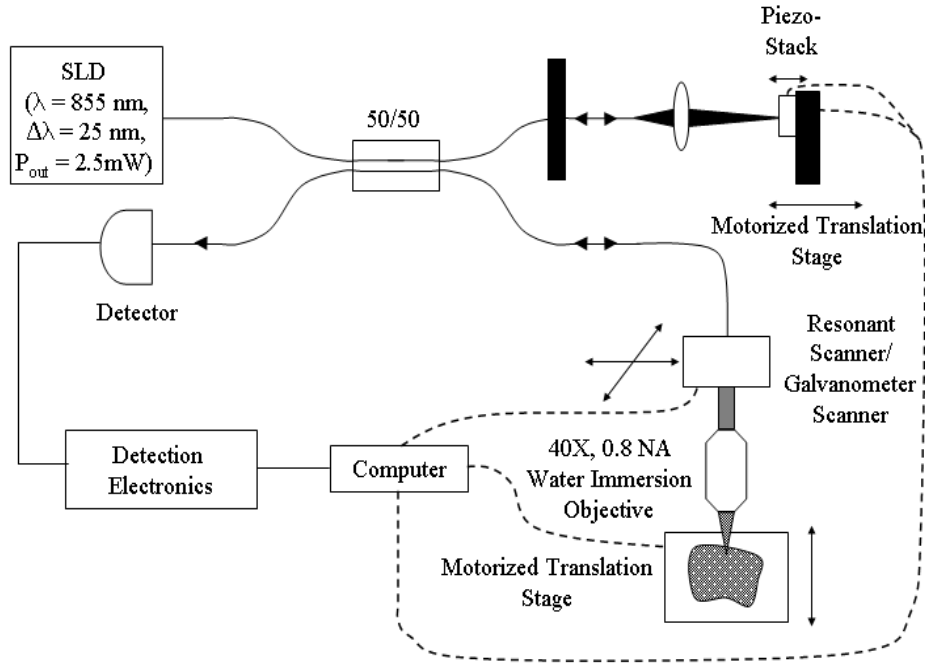 Piezo-
Stack
SLD
(λ = 855 nm,
Δλ = 25 nm,
Pout = 2.5mW)
50/50
Motorized Translation
Stage
Detector
Resonant
Scanner/
Galvanometer
Scanner
40X, 0.8 NA
Water Immersion
Objective
Detection
Electronics
Computer
Motorized Translation
Stage